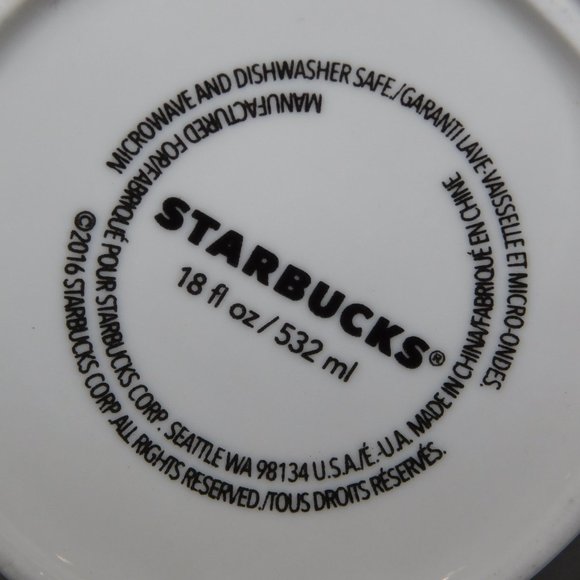 MICROWAVE AND DISHWASHER SAFE./GARANTI LAVE-VAISSELLE ET MICRO-ONDES.
MANUFACTURED FOR/FABRIQUÉ POUR STARBUCKS CORP. SEATTLE WA 98134 U.S.A./É.-U.A. MADE IN CHINA/FABRIQUÉ EN CHINE
STARBUCKS®
18 fl oz / 532 ml
©2016 STARBUCKS CORP. ALL RIGHTS RESERVED./TOUS DROITS RÉSERVÉS.